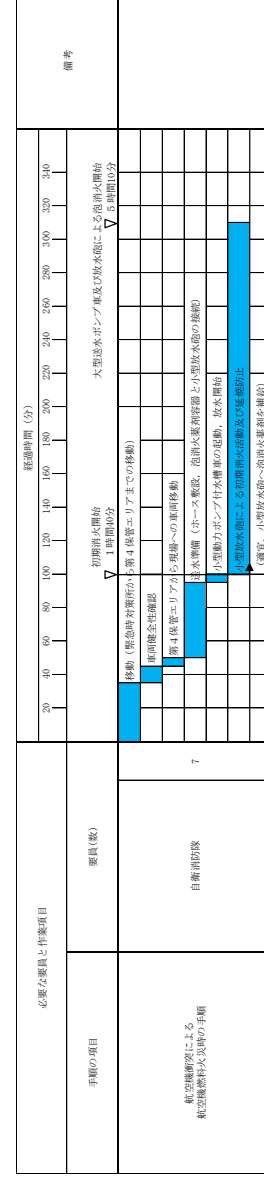 必要な要員と作業項目
経過時間（分）
備考
20 40 60 80 100 120 140 160 180 200 220 240 260 280 300 320 340
手順の項目
要員(数)
初期消火開始
1時間40分
大型送水ポンプ車及び放水砲による泡消火開始
5時間10分
航空機衝突による
航空機燃料火災時の手順
自衛消防隊
7
移動（緊急時対策所から第4保管エリアまでの移動）
車両健全性確認
第4保管エリアから現場への車両移動
送水準備（ホース敷設，泡消火薬剤容器と小型放水砲の接続）
小型動力ポンプ付水槽車の起動，放水開始
小型放水砲による初期消火活動及び延焼防止
（適宜，小型放水砲へ泡消火薬剤を補給）